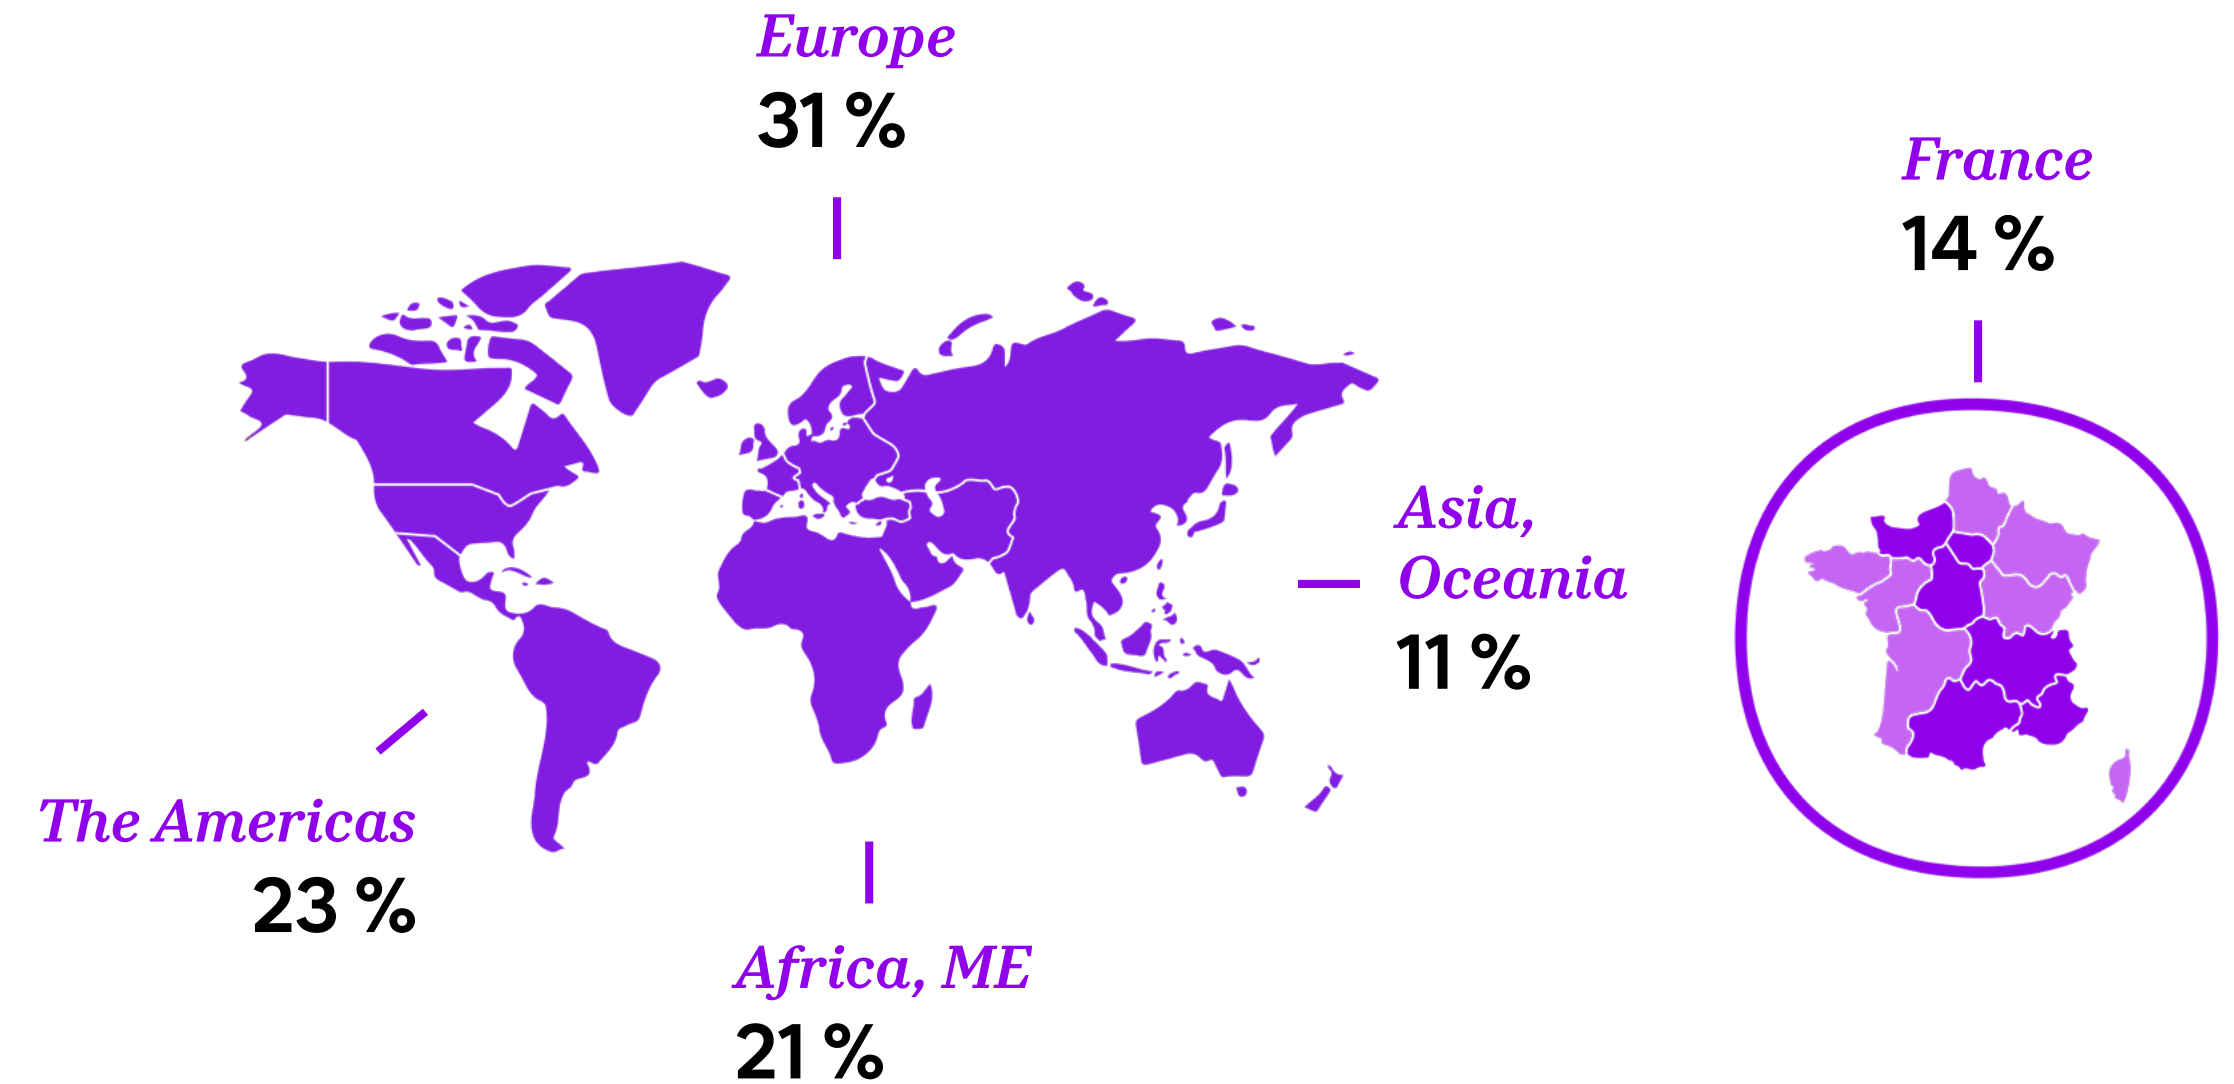 Europe
31 %
France
14 %
Asia,
Oceania
11 %
The Americas
23 %
Africa, ME
21 %